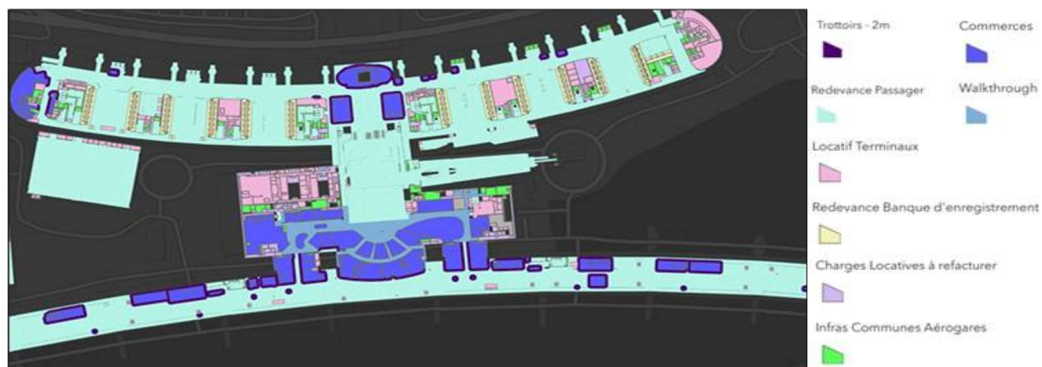 Trottoirs - 2m
Commerces
Redevance Passager
Walkthrough
Locatif Terminaux
Redevance Banque d'enregistrement
Charges Locatives à refacturer
Infras Communes Aérogares